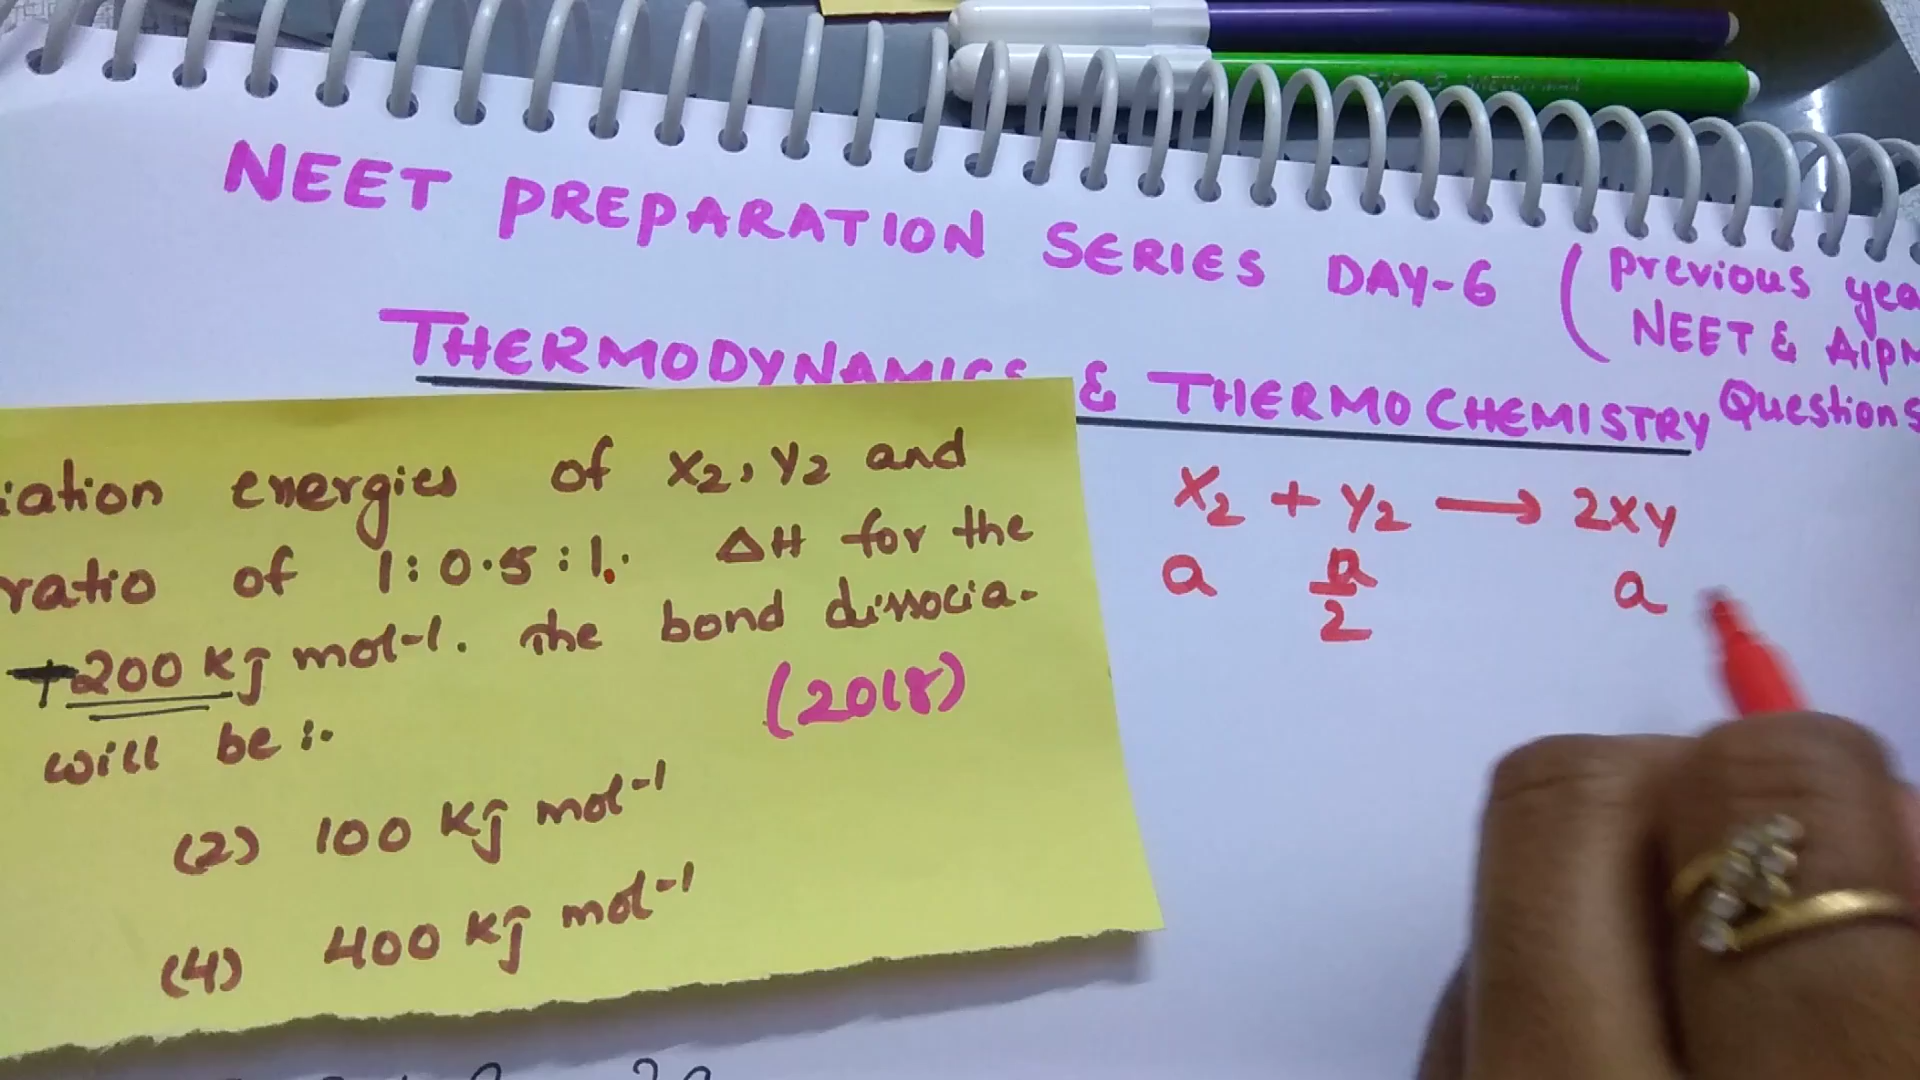 NEET PREPARATION SERIES DAY-6 (Previous yea
NEET & AIPM
THERMODYNAMICS & THERMOCHEMISTRY Questions
iation energies of X2, Y2 and
ratio of 1:0.5:1. ΔH for the
+200 kJ mol-1. The bond dissocia-
will be:-
(2018)
(2) 100 kJ mol-1
(4) 400 kJ mol-1
X2 + Y2 → 2XY
a a/2 a